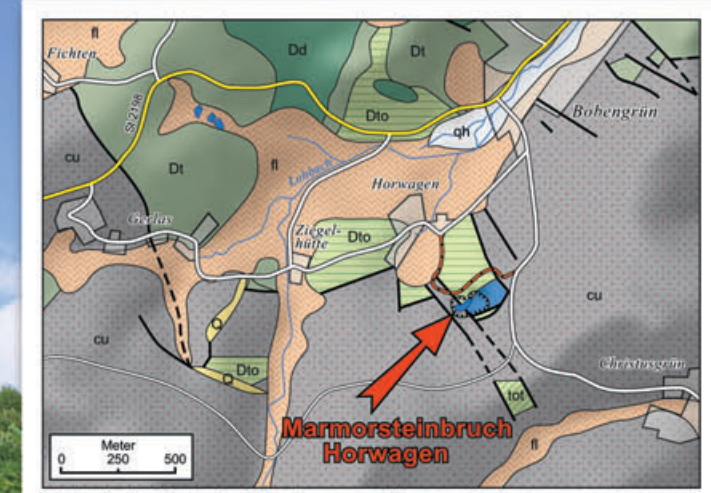 fl
Dd
Dt
Fichten
St 2198
Dto
Bobengrün
qh
cu
Dt
fl
Lohbach
Horwagen
Gerlas
Ziegel-
hütte
Dto
cu
cu
Q
Christusgrün
Dto
D
tot
Marmorsteinbruch
Horwagen
fl
Meter
0 250 500